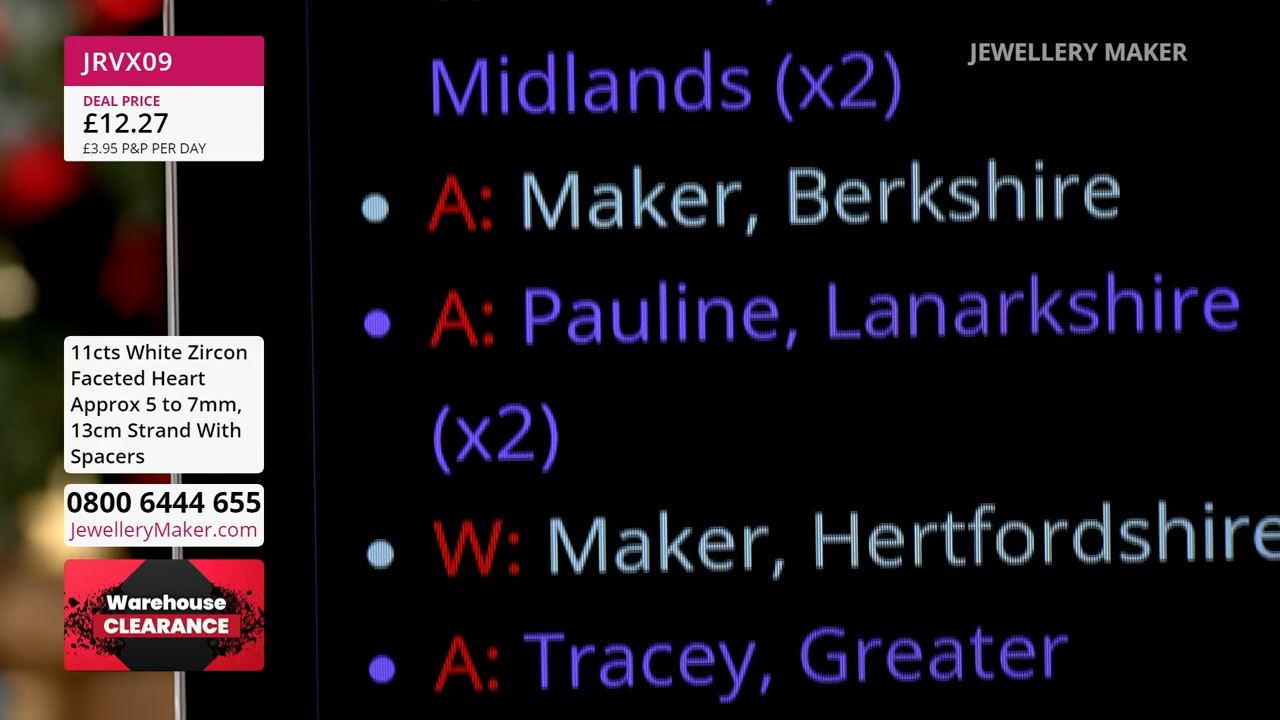 JRVX09
DEAL PRICE
£12.27
£3.95 P&P PER DAY
11cts White Zircon
Faceted Heart
Approx 5 to 7mm,
13cm Strand With
Spacers
0800 6444 655
JewelleryMaker.com
Warehouse
CLEARANCE
JEWELLERY MAKER
Midlands (x2)
• A: Maker, Berkshire
• A: Pauline, Lanarkshire
(x2)
• W: Maker, Hertfordshire
• A: Tracey, Greater